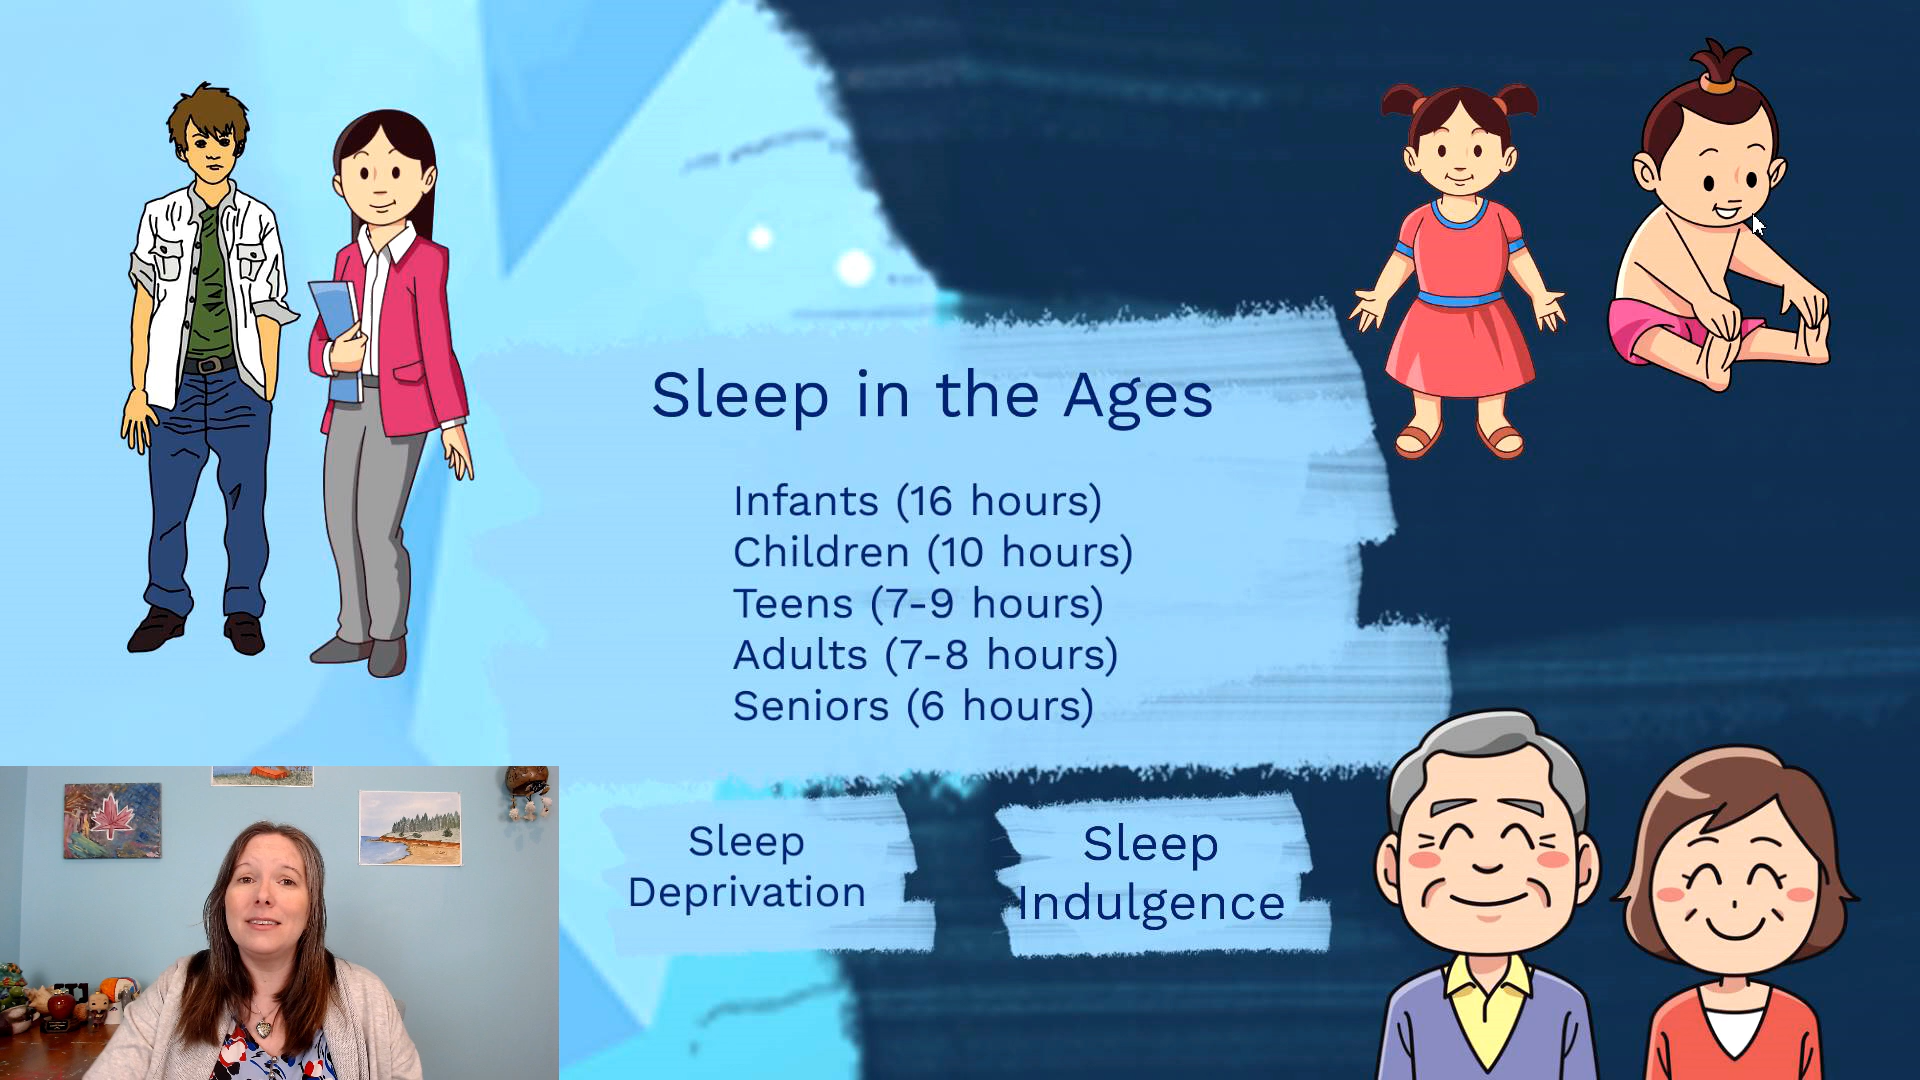 Sleep in the Ages
Infants (16 hours)
Children (10 hours)
Teens (7-9 hours)
Adults (7-8 hours)
Seniors (6 hours)
Sleep
Deprivation
Sleep
Indulgence